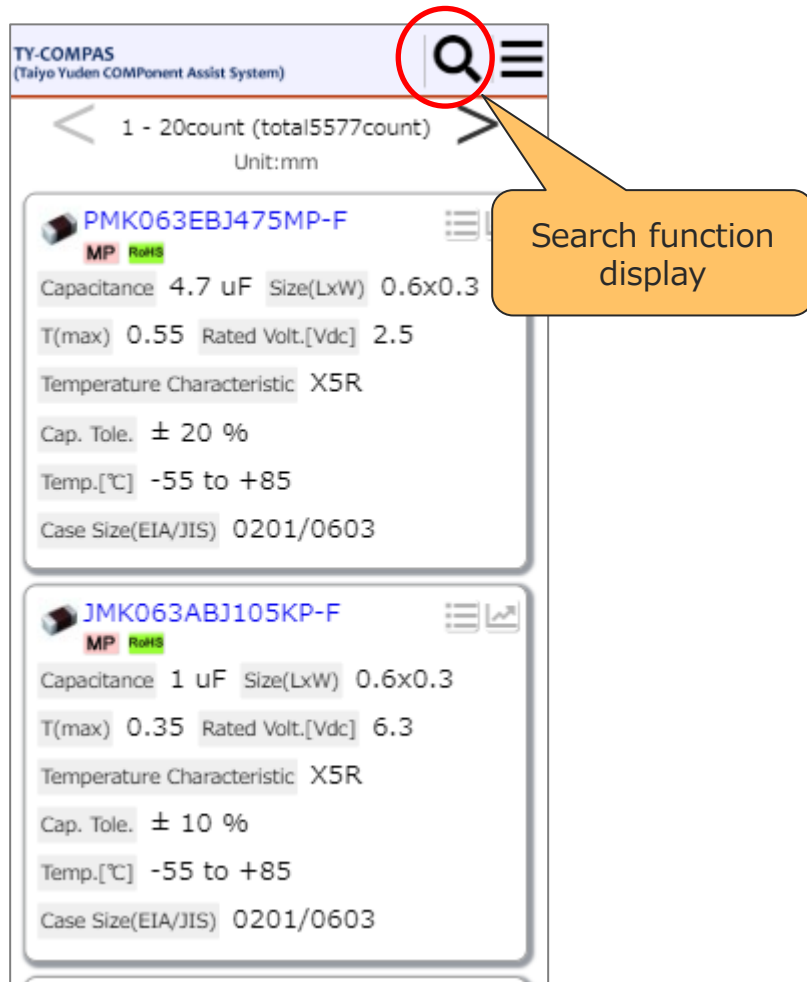 TY-COMPAS
(Taiyo Yuden COMPonent Assist System)
1 - 20count (total5577count)
Unit:mm
Search function
display
PMK063EBJ475MP-F
MP RoHS
Capacitance 4.7 uF Size(LxW) 0.6x0.3
T(max) 0.55 Rated Volt.[Vdc] 2.5
Temperature Characteristic X5R
Cap. Tole. ± 20 %
Temp.[℃] -55 to +85
Case Size(EIA/JIS) 0201/0603
JMK063ABJ105KP-F
MP RoHS
Capacitance 1 uF Size(LxW) 0.6x0.3
T(max) 0.35 Rated Volt.[Vdc] 6.3
Temperature Characteristic X5R
Cap. Tole. ± 10 %
Temp.[℃] -55 to +85
Case Size(EIA/JIS) 0201/0603